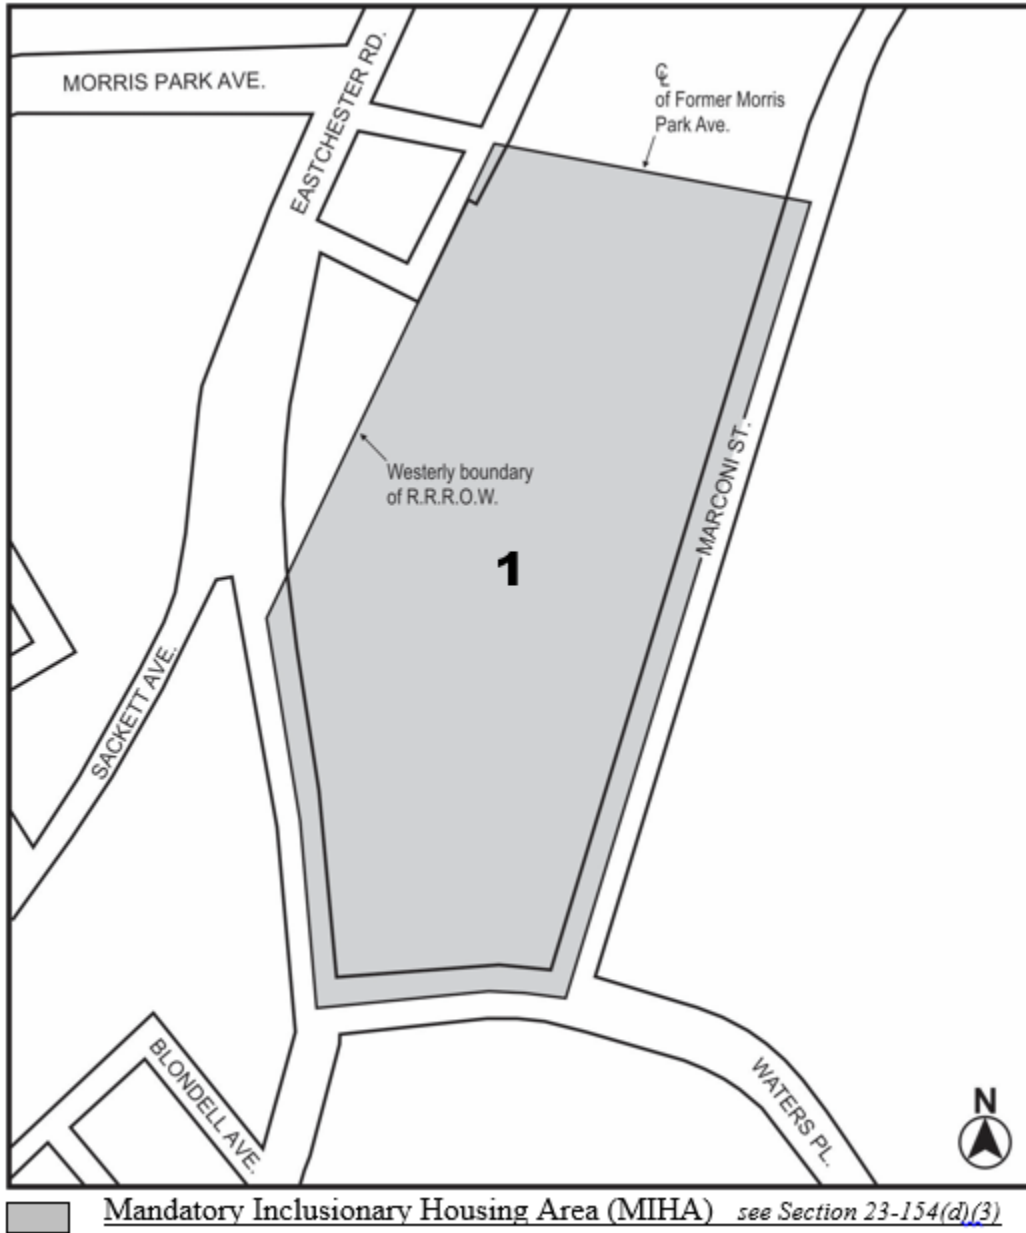 MORRIS PARK AVE.
EASTCHESTER RD.
℄
of Former Morris
Park Ave.
Westerly boundary
of R.R.R.O.W.
MARCONI ST.
1
SACKETT AVE.
BLONDELL AVE.
WATERS PL.
N
Mandatory Inclusionary Housing Area (MIHA) see Section 23-154(d)(3)